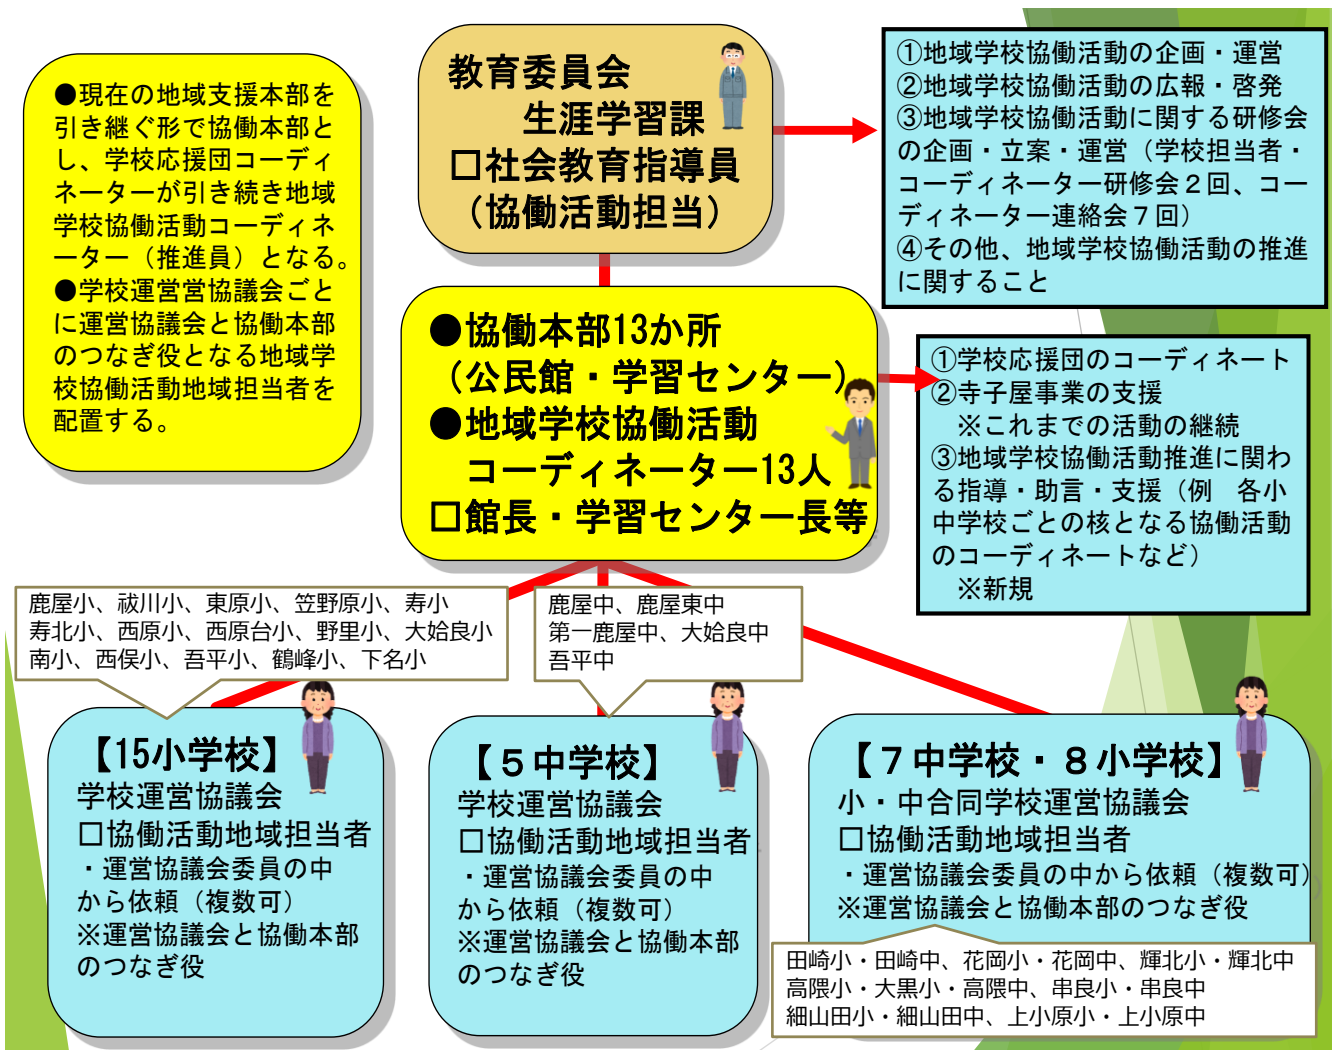 ●現在の地域支援本部を
引き継ぐ形で協働本部と
し、学校応援団コーディ
ネーターが引き続き地域
学校協働活動コーディネ
ーター（推進員）となる。
●学校運営営協議会ごと
に運営協議会と協働本部
のつなぎ役となる地域学
校協働活動地域担当者を
配置する。
教育委員会
生涯学習課
□社会教育指導員
（協働活動担当）
①地域学校協働活動の企画・運営
②地域学校協働活動の広報・啓発
③地域学校協働活動に関する研修会
の企画・立案・運営（学校担当者・
コーディネーター研修会２回、コー
ディネーター連絡会７回）
④その他、地域学校協働活動の推進
に関すること
●協働本部13か所
（公民館・学習センター）
●地域学校協働活動
コーディネーター13人
□館長・学習センター長等
①学校応援団のコーディネート
②寺子屋事業の支援
※これまでの活動の継続
③地域学校協働活動推進に関わ
る指導・助言・支援（例　各小
中学校ごとの核となる協働活動
のコーディネートなど）
※新規
鹿屋小、祓川小、東原小、笠野原小、寿小
寿北小、西原小、西原台小、野里小、大姶良小
南小、西俣小、吾平小、鶴峰小、下名小
鹿屋中、鹿屋東中
第一鹿屋中、大姶良中
吾平中
【15小学校】
学校運営協議会
□協働活動地域担当者
・運営協議会委員の中
から依頼（複数可）
※運営協議会と協働本部
のつなぎ役
【５中学校】
学校運営協議会
□協働活動地域担当者
・運営協議会委員の中
から依頼（複数可）
※運営協議会と協働本部
のつなぎ役
【７中学校・８小学校】
小・中合同学校運営協議会
□協働活動地域担当者
・運営協議会委員の中から依頼（複数可）
※運営協議会と協働本部のつなぎ役
田崎小・田崎中、花岡小・花岡中、輝北小・輝北中
高隈小・大黒小・高隈中、串良小・串良中
細山田小・細山田中、上小原小・上小原中